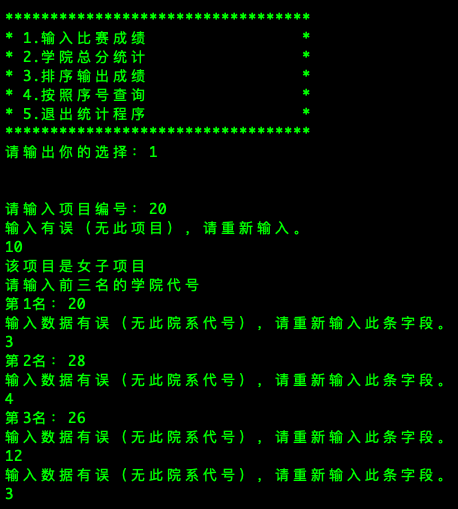 **********************************
* 1.输入比赛成绩                 *
* 2.学院总分统计                 *
* 3.排序输出成绩                 *
* 4.按照序号查询                 *
* 5.退出统计程序                 *
**********************************
请输出你的选择: 1
请输入项目编号: 20
输入有误（无此项目）, 请重新输入。
10
该项目是女子项目
请输入前三名的学院代号
第1名: 20
输入数据有误（无此院系代号）, 请重新输入此条字段。
3
第2名: 28
输入数据有误（无此院系代号）, 请重新输入此条字段。
4
第3名: 26
输入数据有误（无此院系代号）, 请重新输入此条字段。
12
输入数据有误（无此院系代号）, 请重新输入此条字段。
3